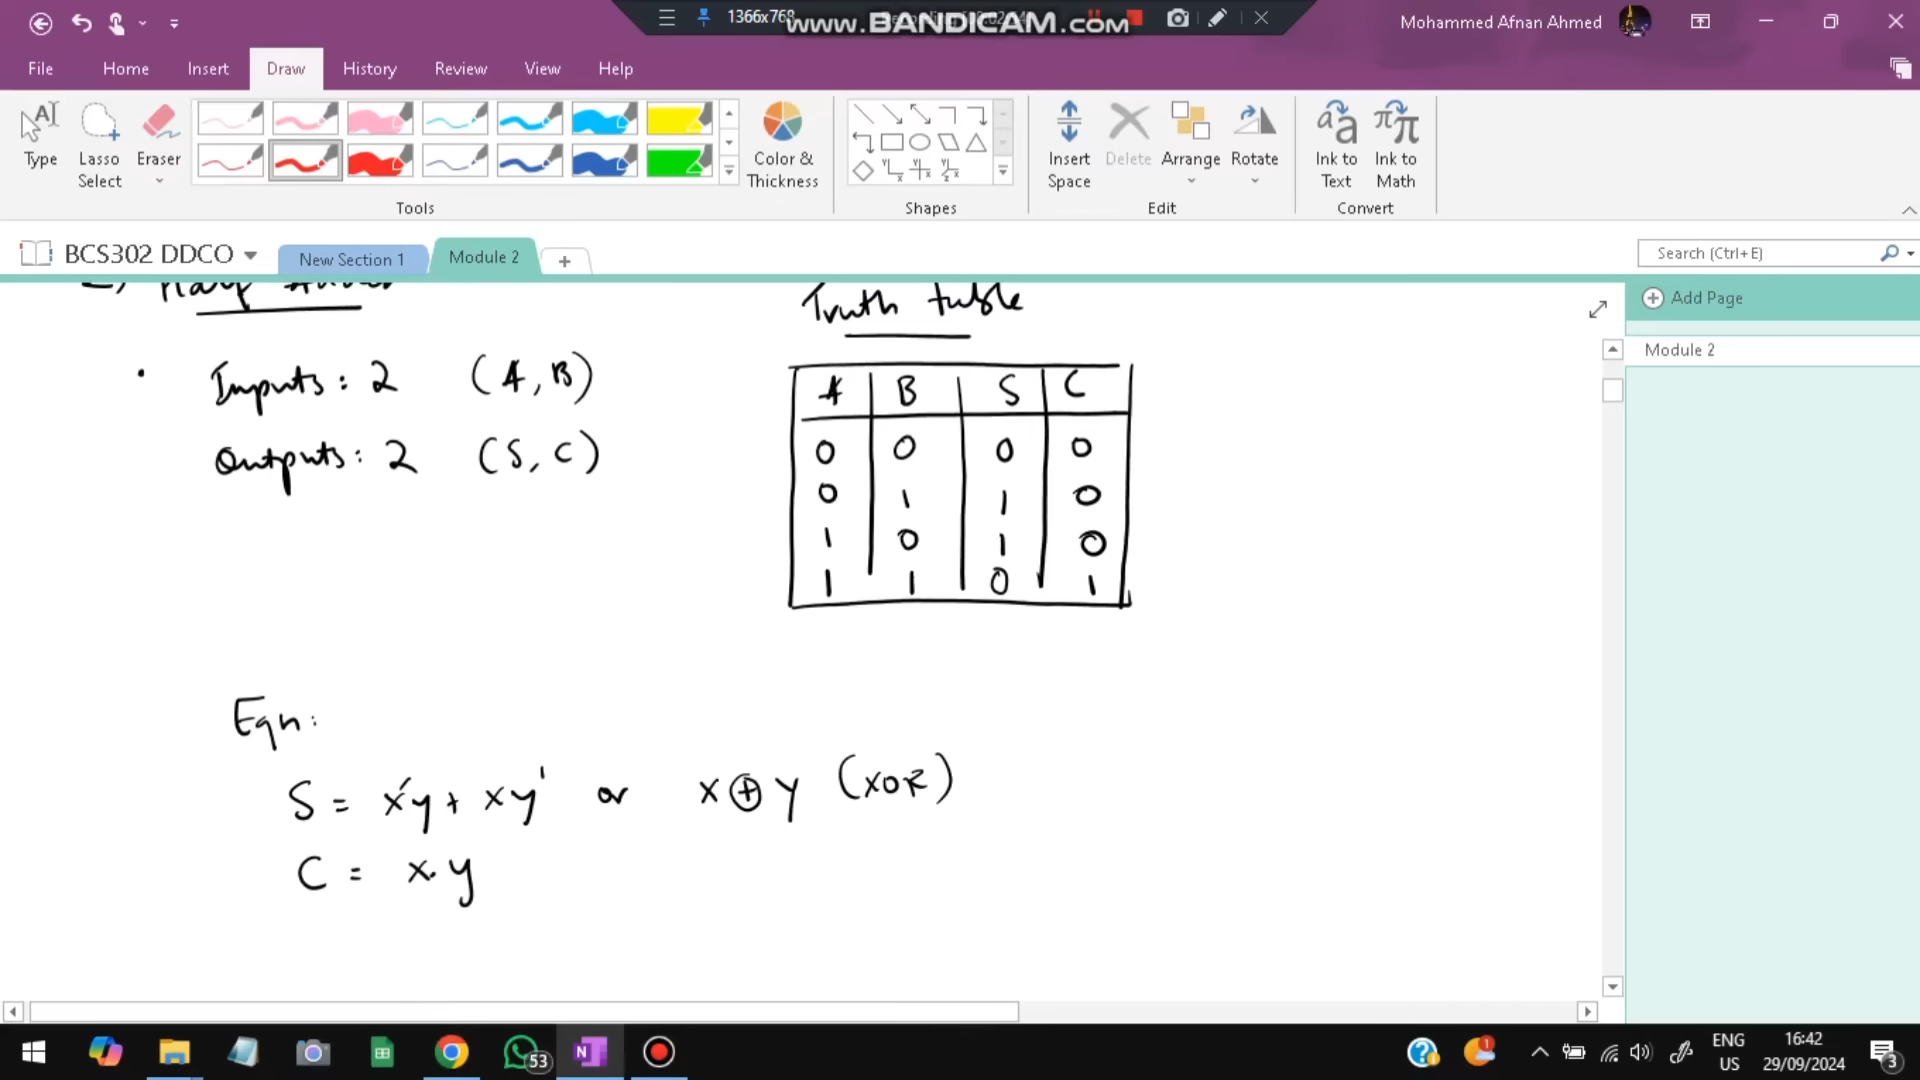 1366x768
www.BANDICAM.com
Mohammed Afnan Ahmed
File Home Insert Draw History Review View Help
Type
Lasso Select
Eraser
Color & Thickness
Insert Space
Delete
Arrange
Rotate
Ink to Text
Ink to Math
Tools
Shapes
Edit
Convert
BCS302 DDCO
New Section 1
Module 2
Search (Ctrl+E)
Add Page
Module 2
Truth table
Inputs: 2 (A, B)
Outputs: 2 (S, C)
A B S C
0 0 0 0
0 1 1 0
1 0 1 0
1 1 0 1
Eqn:
S = x'y + xy' or x ⊕ y (XOR)
C = x.y
53
1
ENG
US
16:42
29/09/2024
3